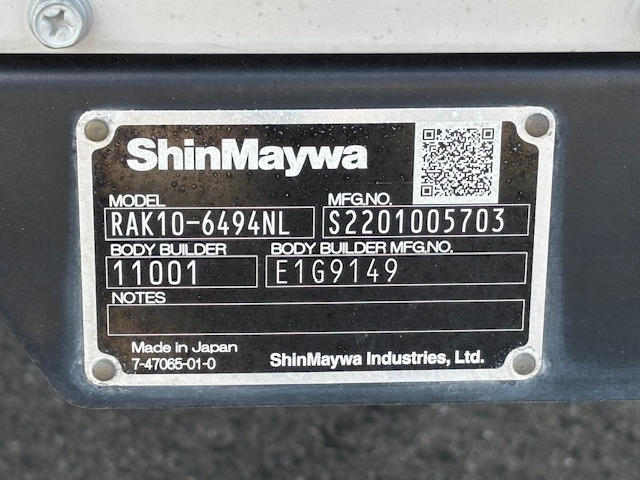 ShinMaywa
MODEL MFG.NO.
RAK10-6494NL S2201005703
BODY BUILDER BODY BUILDER MFG.NO.
11001 E1G9149
NOTES
Made in Japan
7-47065-01-0 ShinMaywa Industries, Ltd.